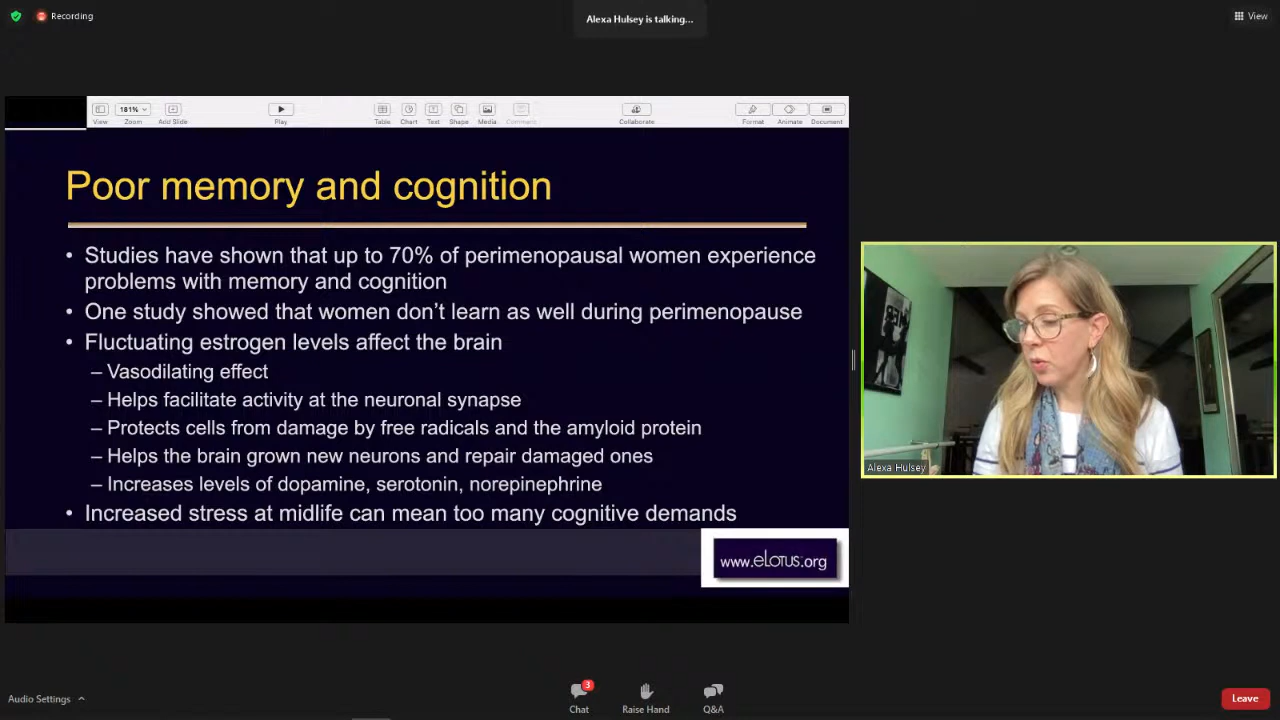 Recording
Alexa Hulsey is talking...
View
181%
View
Zoom
Add Slide
Play
Table
Chart
Text
Shape
Media
Comment
Collaborate
Format
Animate
Document
Poor memory and cognition
• Studies have shown that up to 70% of perimenopausal women experience
problems with memory and cognition
• One study showed that women don’t learn as well during perimenopause
• Fluctuating estrogen levels affect the brain
– Vasodilating effect
– Helps facilitate activity at the neuronal synapse
– Protects cells from damage by free radicals and the amyloid protein
– Helps the brain grown new neurons and repair damaged ones
– Increases levels of dopamine, serotonin, norepinephrine
• Increased stress at midlife can mean too many cognitive demands
www.eLotus.org
Alexa Hulsey
Audio Settings
3
Chat
Raise Hand
Q&A
Leave